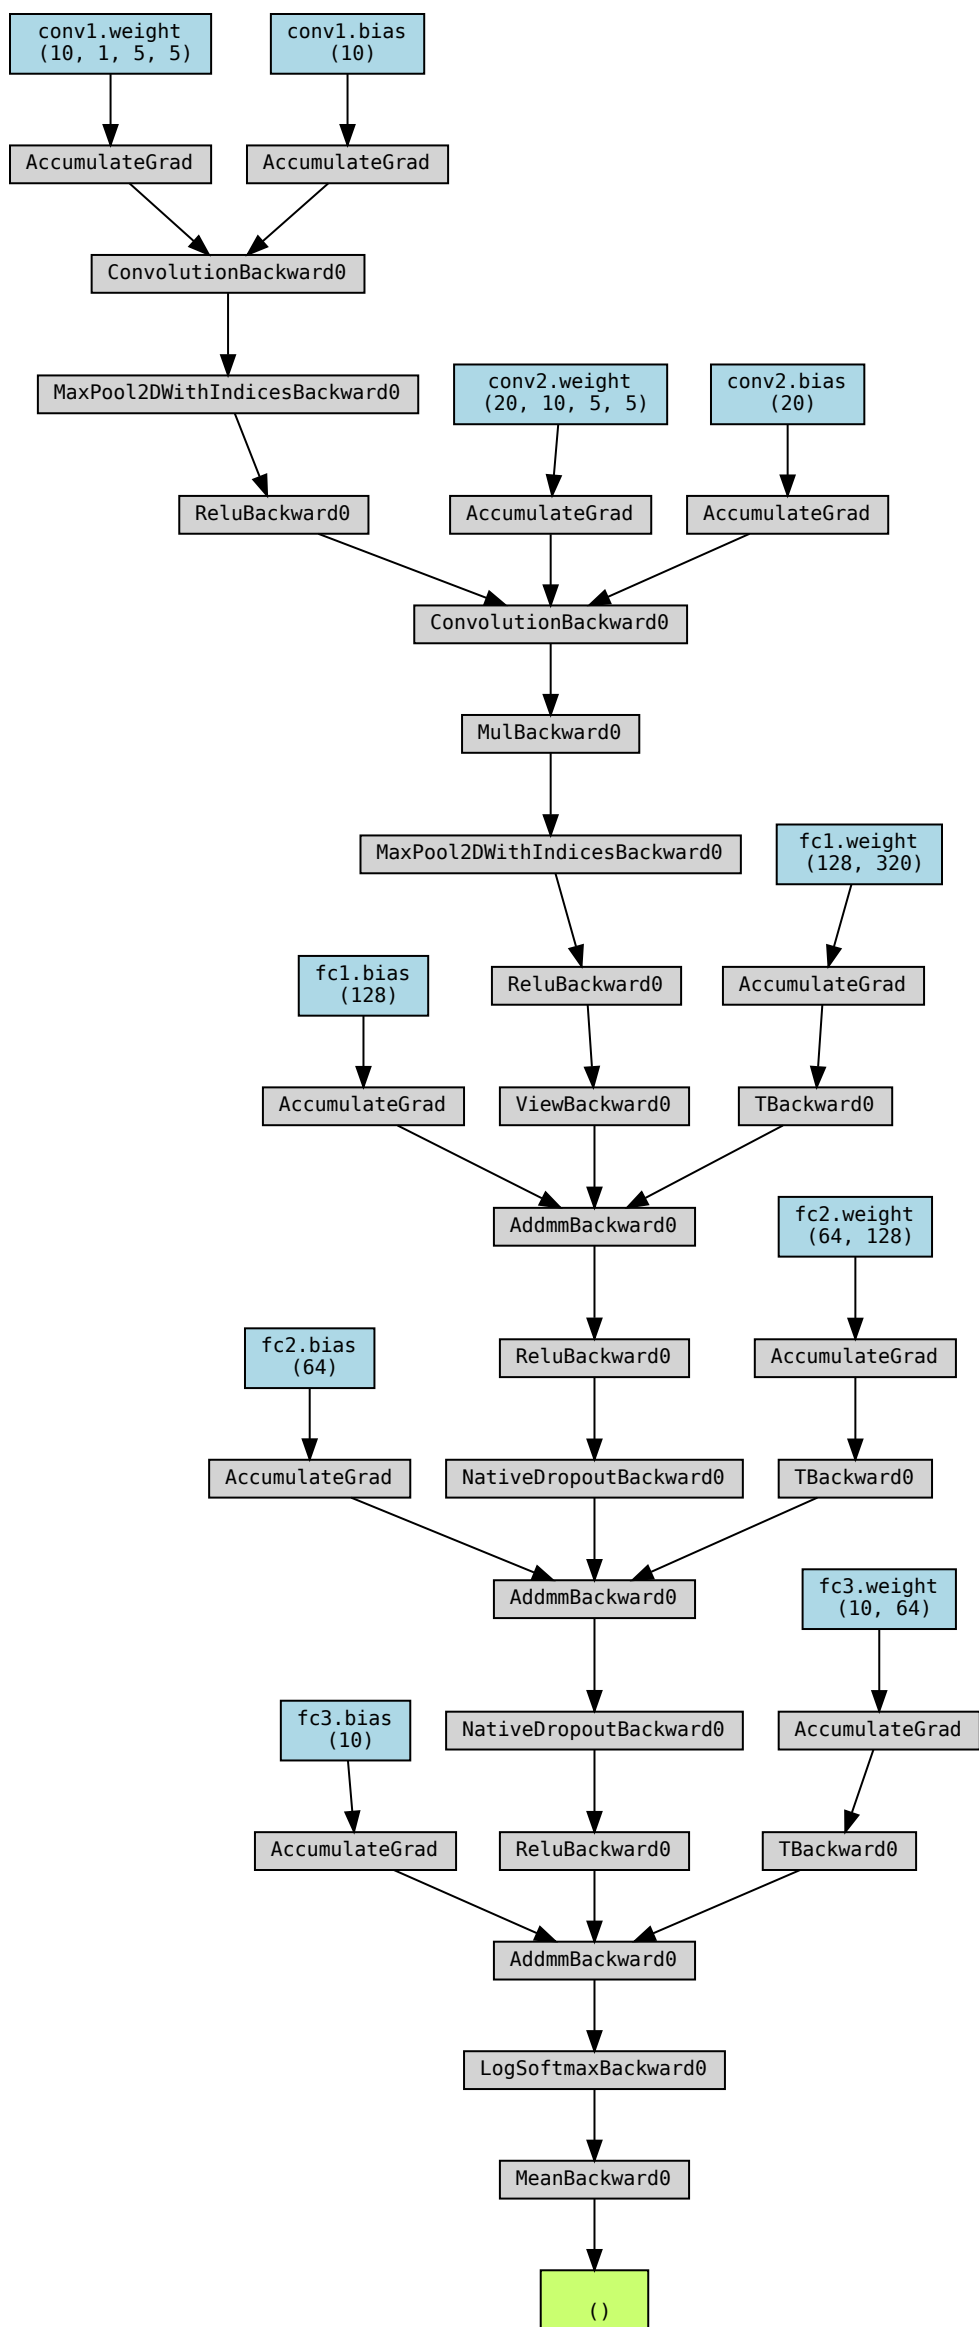 conv1.weight
(10, 1, 5, 5)
conv1.bias
(10)
AccumulateGrad
AccumulateGrad
ConvolutionBackward0
MaxPool2DWithIndicesBackward0
conv2.weight
(20, 10, 5, 5)
conv2.bias
(20)
ReluBackward0
AccumulateGrad
AccumulateGrad
ConvolutionBackward0
MulBackward0
MaxPool2DWithIndicesBackward0
fc1.weight
(128, 320)
fc1.bias
(128)
ReluBackward0
AccumulateGrad
AccumulateGrad
ViewBackward0
TBackward0
AddmmBackward0
fc2.weight
(64, 128)
fc2.bias
(64)
ReluBackward0
AccumulateGrad
AccumulateGrad
NativeDropoutBackward0
TBackward0
AddmmBackward0
fc3.weight
(10, 64)
fc3.bias
(10)
NativeDropoutBackward0
AccumulateGrad
AccumulateGrad
ReluBackward0
TBackward0
AddmmBackward0
LogSoftmaxBackward0
MeanBackward0
()